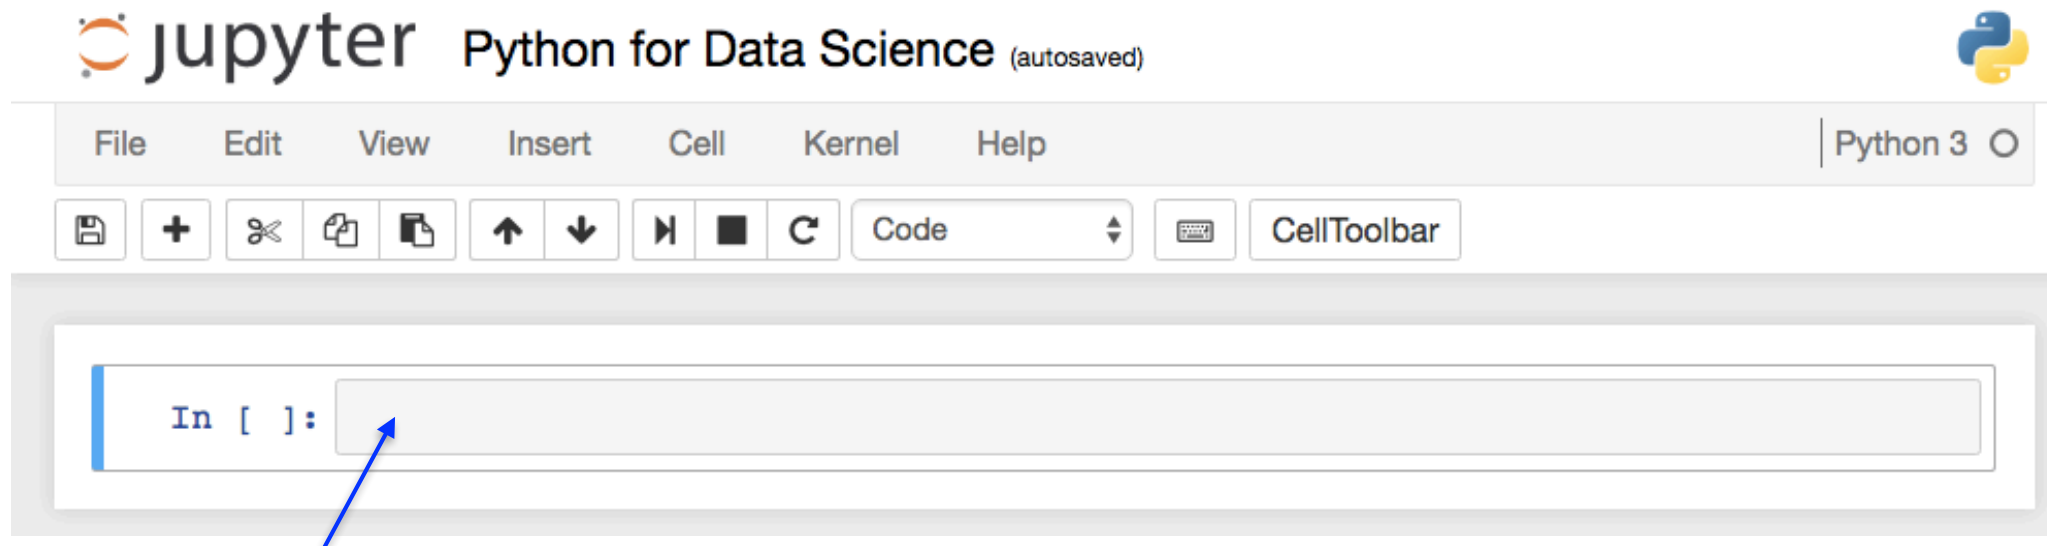 jupyter Python for Data Science (autosaved)
File Edit View Insert Cell Kernel Help Python 3
Code CellToolbar
In [ ]: